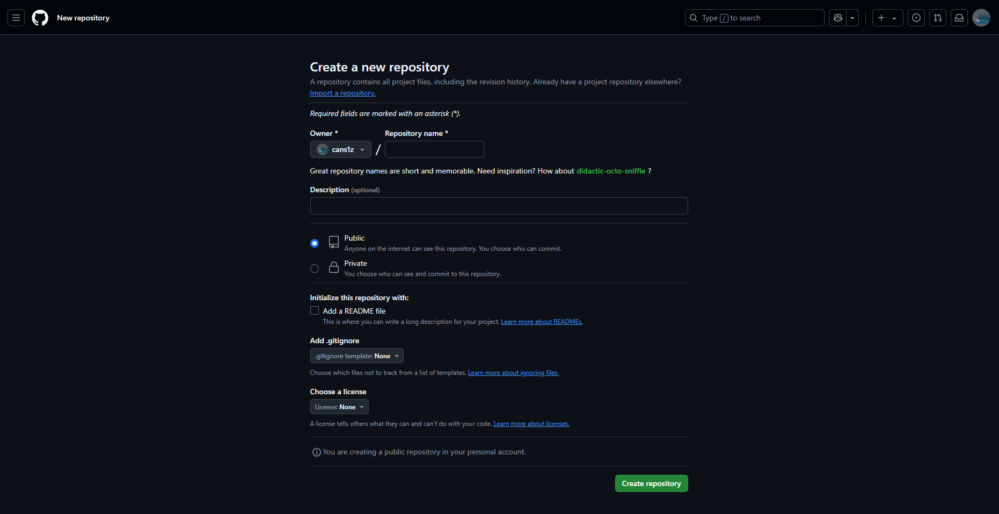 New repository
Type / to search
Create a new repository
A repository contains all project files, including the revision history. Already have a project repository elsewhere?
Import a repository.
Required fields are marked with an asterisk (*).
Owner * Repository name *
cans1z /
Great repository names are short and memorable. Need inspiration? How about didactic-octo-sniffle ?
Description (optional)
Public
Anyone on the internet can see this repository. You choose who can commit.
Private
You choose who can see and commit to this repository.
Initialize this repository with:
Add a README file
This is where you can write a long description for your project. Learn more about READMEs.
Add .gitignore
.gitignore template: None
Choose which files not to track from a list of templates. Learn more about ignoring files.
Choose a license
License: None
A license tells others what they can and can't do with your code. Learn more about licenses.
You are creating a public repository in your personal account.
Create repository